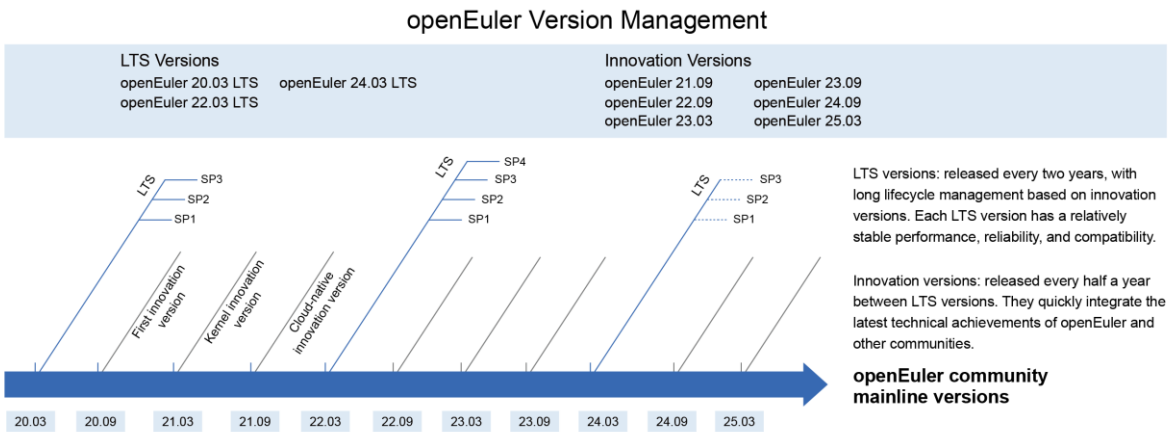 openEuler Version Management
LTS Versions
openEuler 20.03 LTS openEuler 24.03 LTS
openEuler 22.03 LTS
Innovation Versions
openEuler 21.09 openEuler 23.09
openEuler 22.09 openEuler 24.09
openEuler 23.03 openEuler 25.03
LTS
SP3
SP2
SP1
First innovation
version
Kernel innovation
version
Cloud-native
innovation version
LTS
SP4
SP3
SP2
SP1
LTS
SP3
SP2
SP1
LTS versions: released every two years, with
long lifecycle management based on innovation
versions. Each LTS version has a relatively
stable performance, reliability, and compatibility.
Innovation versions: released every half a year
between LTS versions. They quickly integrate the
latest technical achievements of openEuler and
other communities.
openEuler community
mainline versions
20.03 20.09 21.03 21.09 22.03 22.09 23.03 23.09 24.03 24.09 25.03